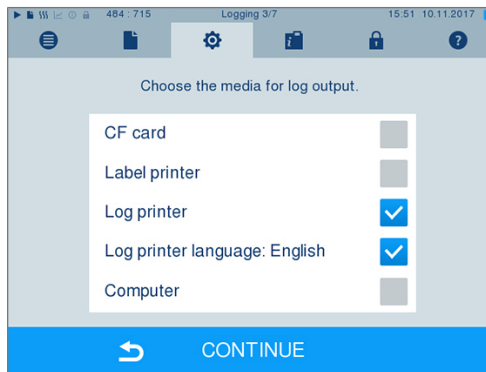 484 : 715 Logging 3/7 15:51 10.11.2017
Choose the media for log output.
CF card
Label printer
Log printer
Log printer language: English
Computer
CONTINUE